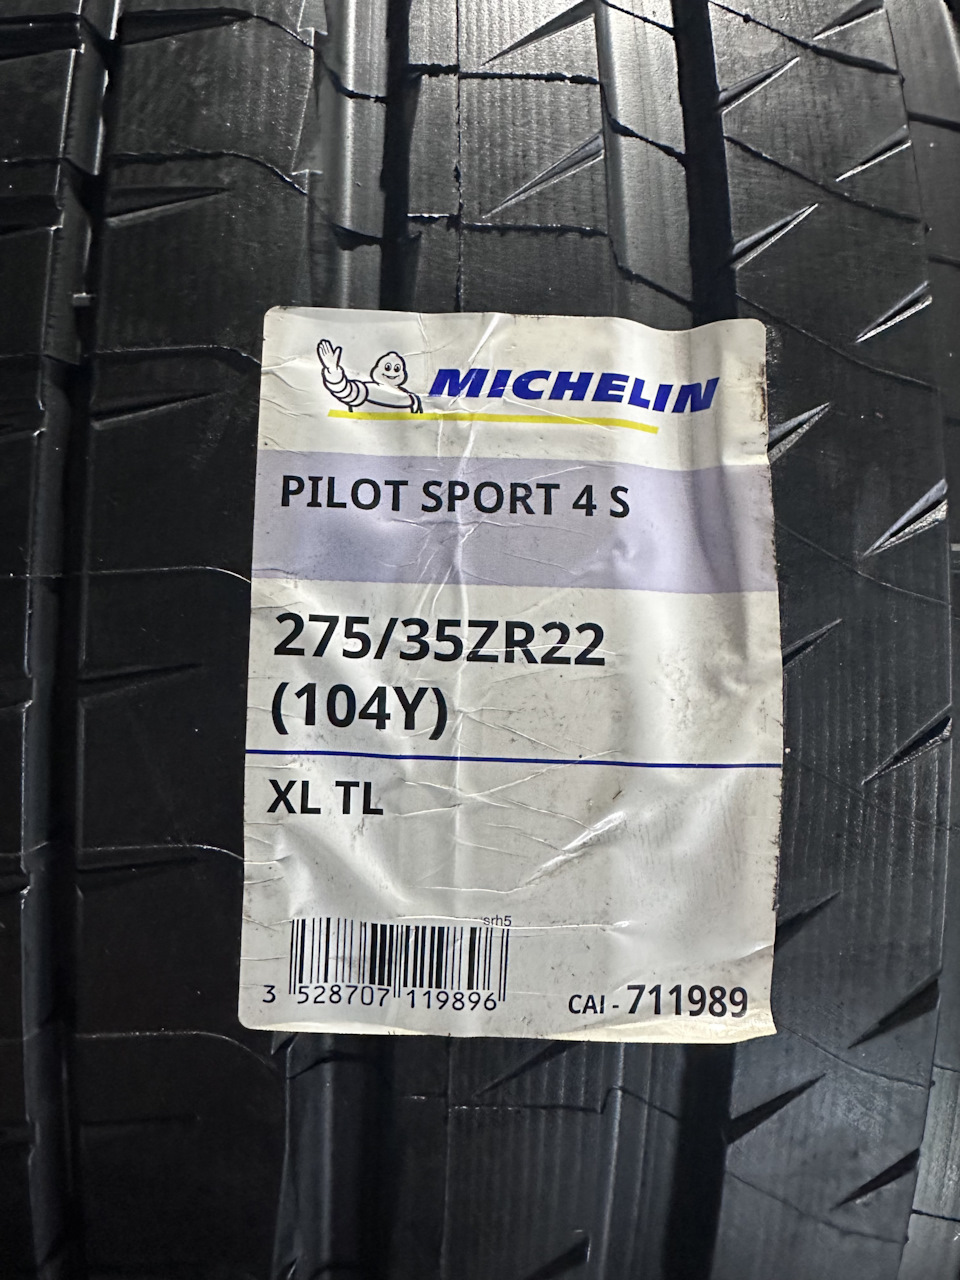 MICHELIN
PILOT SPORT 4 S
275/35ZR22
(104Y)
XL TL
srh5
3 528707 119896
CAI - 711989